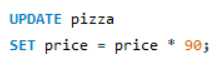 UPDATE pizza
SET price = price * 90;